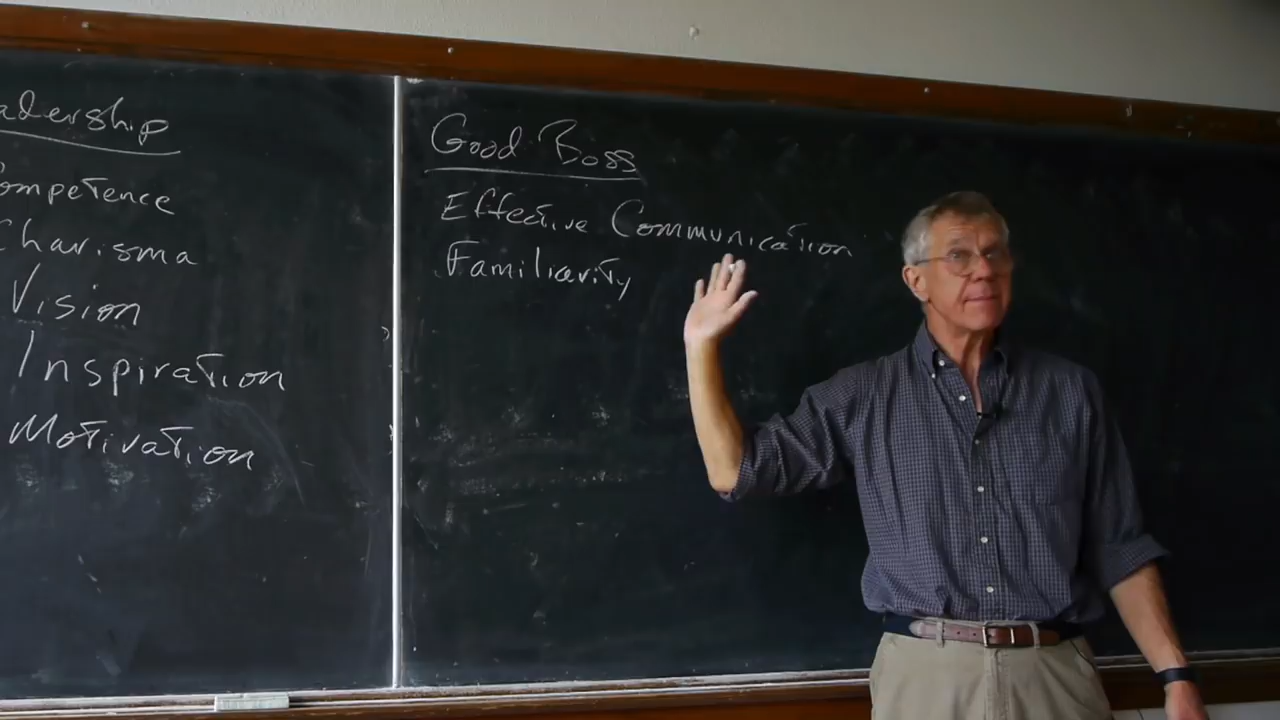 adership
ompetence
Charisma
Vision
Inspiration
Motivation
Good Boss
Effective Communication
Familiarity